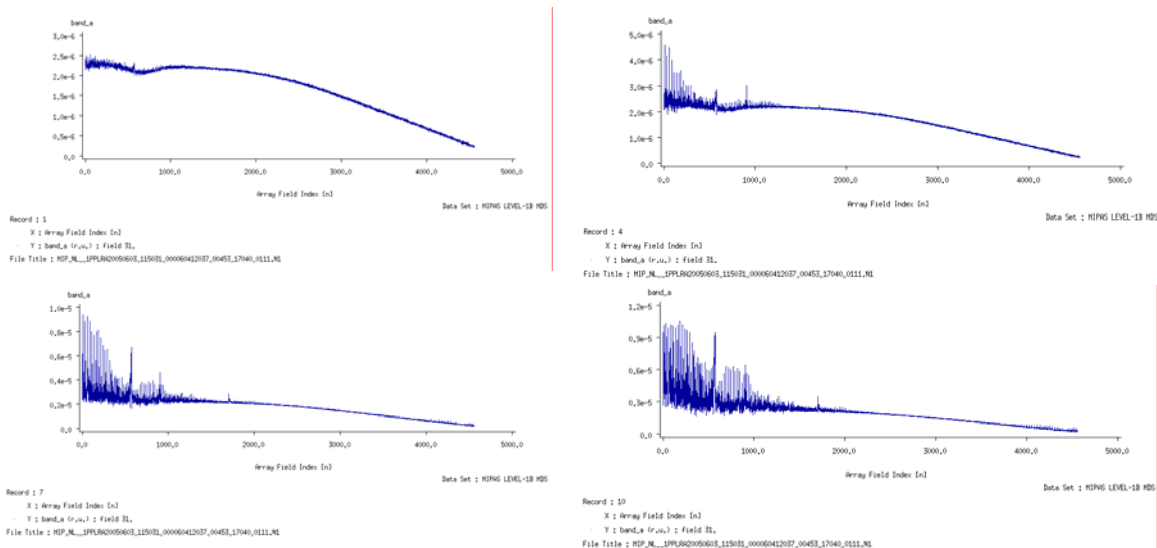 band_a
3.0e-6
2.5e-6
2.0e-6
1.5e-6
1.0e-6
0.5e-6
0.0
0.0 1000.0 2000.0 3000.0 4000.0 5000.0
Array Field Index [n]
Data Set : MIPAS LEVEL-1B MDS
Record : 1
X : Array Field Index [n]
Y : band_a (r.u.) : field 31.
File Title : MIP_NL__1PPLRA20050603_115031_000060412037_00453_17040_0111.N1
band_a
5.0e-6
4.0e-6
3.0e-6
2.0e-6
1.0e-6
0.0
0.0 1000.0 2000.0 3000.0 4000.0 5000.0
Array Field Index [n]
Data Set : MIPAS LEVEL-1B MDS
Record : 4
X : Array Field Index [n]
Y : band_a (r.u.) : field 31.
File Title : MIP_NL__1PPLRA20050603_115031_000060412037_00453_17040_0111.N1
band_a
1.0e-5
0.8e-5
0.6e-5
0.4e-5
0.2e-5
0.0
0.0 1000.0 2000.0 3000.0 4000.0 5000.0
Array Field Index [n]
Data Set : MIPAS LEVEL-1B MDS
Record : 7
X : Array Field Index [n]
Y : band_a (r.u.) : field 31.
File Title : MIP_NL__1PPLRA20050603_115031_000060412037_00453_17040_0111.N1
band_a
1.2e-5
0.9e-5
0.6e-5
0.3e-5
0.0
0.0 1000.0 2000.0 3000.0 4000.0 5000.0
Array Field Index [n]
Data Set : MIPAS LEVEL-1B MDS
Record : 10
X : Array Field Index [n]
Y : band_a (r.u.) : field 31.
File Title : MIP_NL__1PPLRA20050603_115031_000060412037_00453_17040_0111.N1